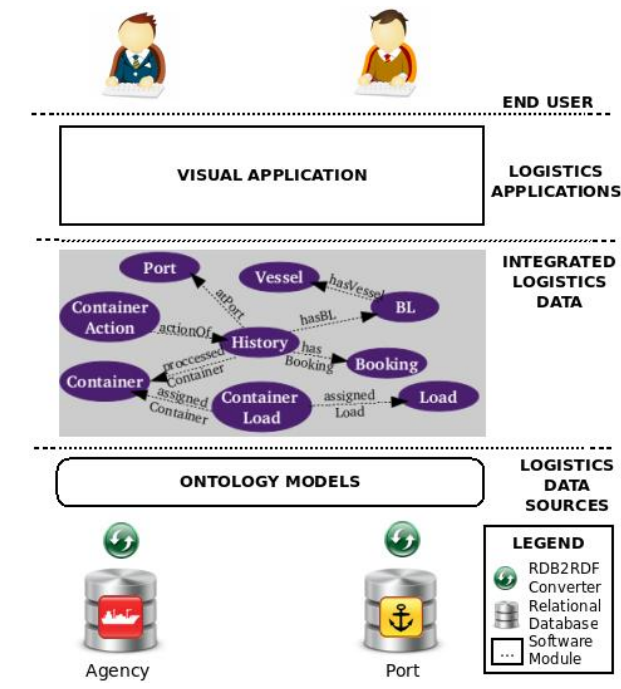 END USER
VISUAL APPLICATION
LOGISTICS
APPLICATIONS
INTEGRATED
LOGISTICS
DATA
Port
Vessel
hasVessel
BL
atPort
hasBL
Container
Action
actionOf
History
has
Booking
Booking
proccessed
Container
Container
assigned
Container
Container
Load
assigned
Load
Load
ONTOLOGY MODELS
LOGISTICS
DATA
SOURCES
LEGEND
RDB2RDF
Converter
Relational
Database
...
Software
Module
Agency
Port